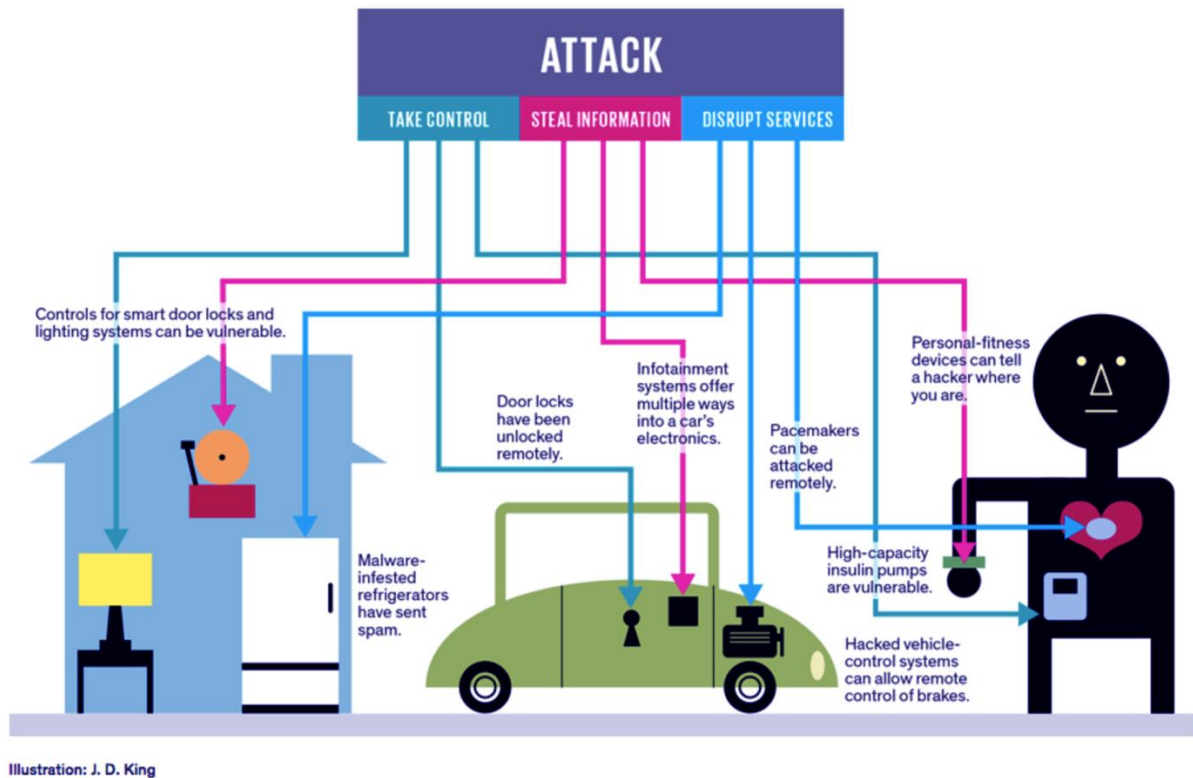 ATTACK
TAKE CONTROL
STEAL INFORMATION
DISRUPT SERVICES
Controls for smart door locks and
lighting systems can be vulnerable.
Door locks
have been
unlocked
remotely.
Infotainment
systems offer
multiple ways
into a car's
electronics.
Personal-fitness
devices can tell
a hacker where
you are.
Pacemakers
can be
attacked
remotely.
Malware-
infested
refrigerators
have sent
spam.
High-capacity
insulin pumps
are vulnerable.
Hacked vehicle-
control systems
can allow remote
control of brakes.
Illustration: J. D. King